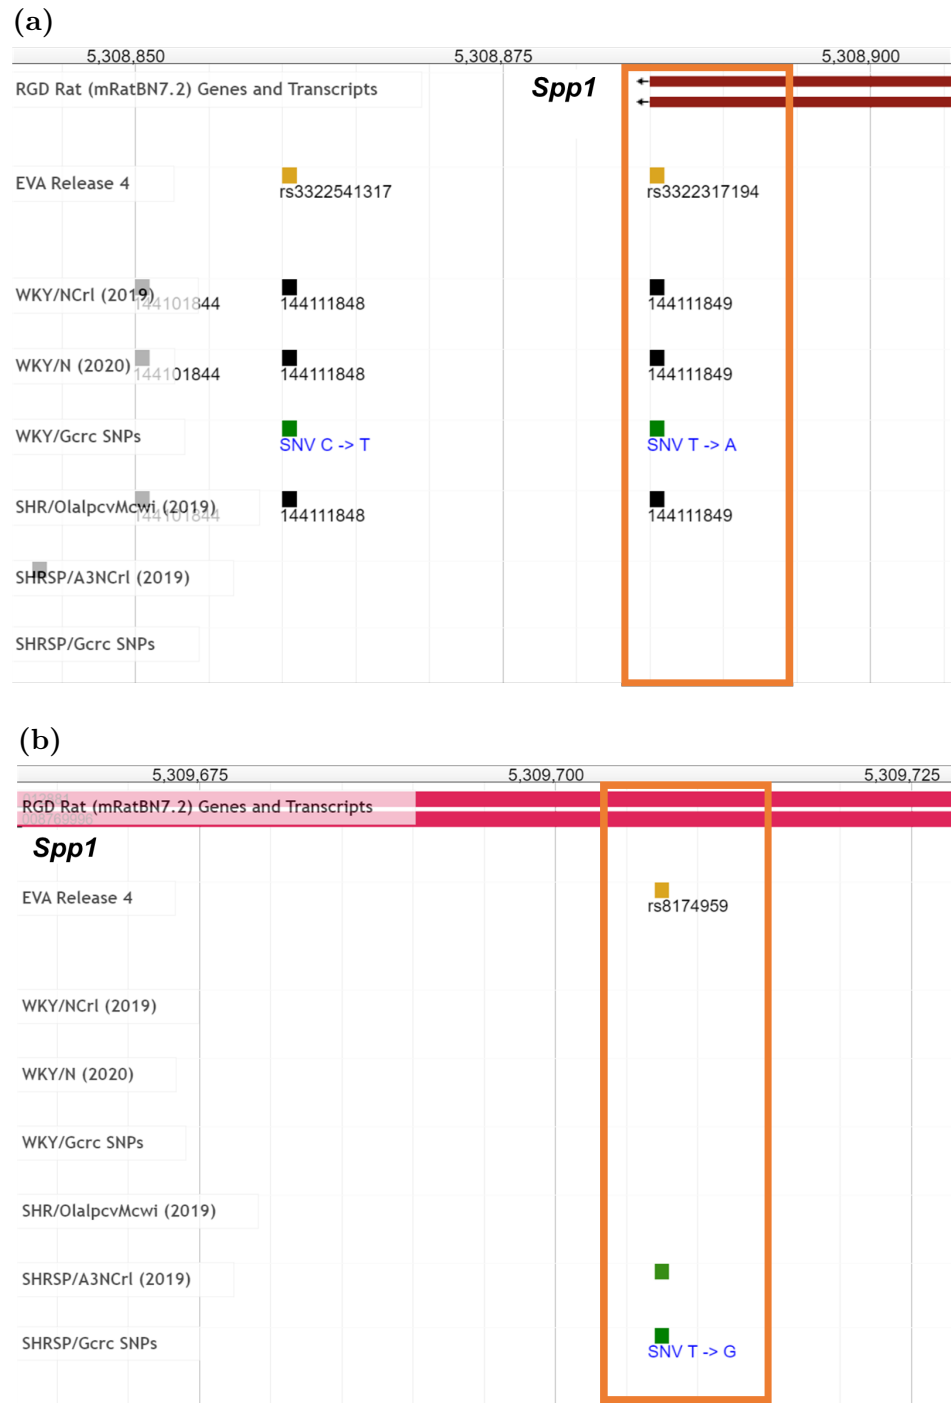 (a)
5,308,850 5,308,875 5,308,900
RGD Rat (mRatBN7.2) Genes and Transcripts
Spp1
EVA Release 4
rs3322541317 rs3322317194
WKY/NCrl (2019)
144101844 144111848 144111849
WKY/N (2020)
144101844 144111848 144111849
WKY/Gcrc SNPs
SNV C -> T SNV T -> A
SHR/OlalpcvMcwi (2019)
144101844 144111848 144111849
SHRSP/A3NCrl (2019)
SHRSP/Gcrc SNPs
(b)
5,309,675 5,309,700 5,309,725
RGD Rat (mRatBN7.2) Genes and Transcripts
008769996
Spp1
EVA Release 4
rs8174959
WKY/NCrl (2019)
WKY/N (2020)
WKY/Gcrc SNPs
SHR/OlalpcvMcwi (2019)
SHRSP/A3NCrl (2019)
SHRSP/Gcrc SNPs
SNV T -> G